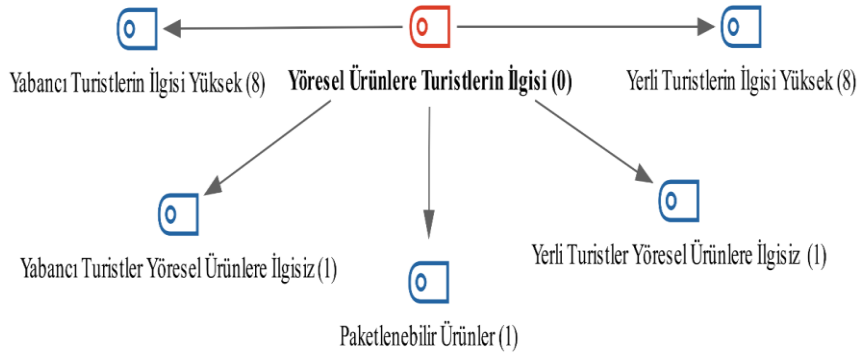 Yabancı Turistlerin İlgisi Yüksek (8)
Yöresel Ürünlere Turistlerin İlgisi (0)
Yerli Turistlerin İlgisi Yüksek (8)
Yabancı Turistler Yöresel Ürünlere İlgisiz (1)
Yerli Turistler Yöresel Ürünlere İlgisiz (1)
Paketlenebilir Ürünler (1)